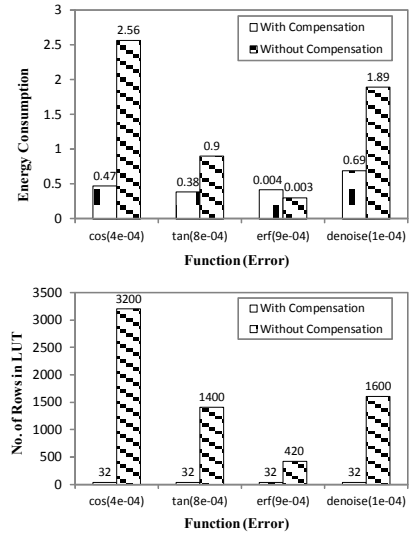 3
2.56
With Compensation
2.5
Without Compensation
Energy Consumption
2
1.89
1.5
1
0.9
0.69
0.5
0.47
0.38
0.004
0.003
0
cos(4e-04) tan(8e-04) erf(9e-04) denoise(1e-04)
Function (Error)
3500
3200
With Compensation
3000
Without Compensation
No. of Rows in LUT
2500
2000
1600
1500
1400
1000
500
420
32 32 32 32
0
cos(4e-04) tan(8e-04) erf(9e-04) denoise(1e-04)
Function (Error)